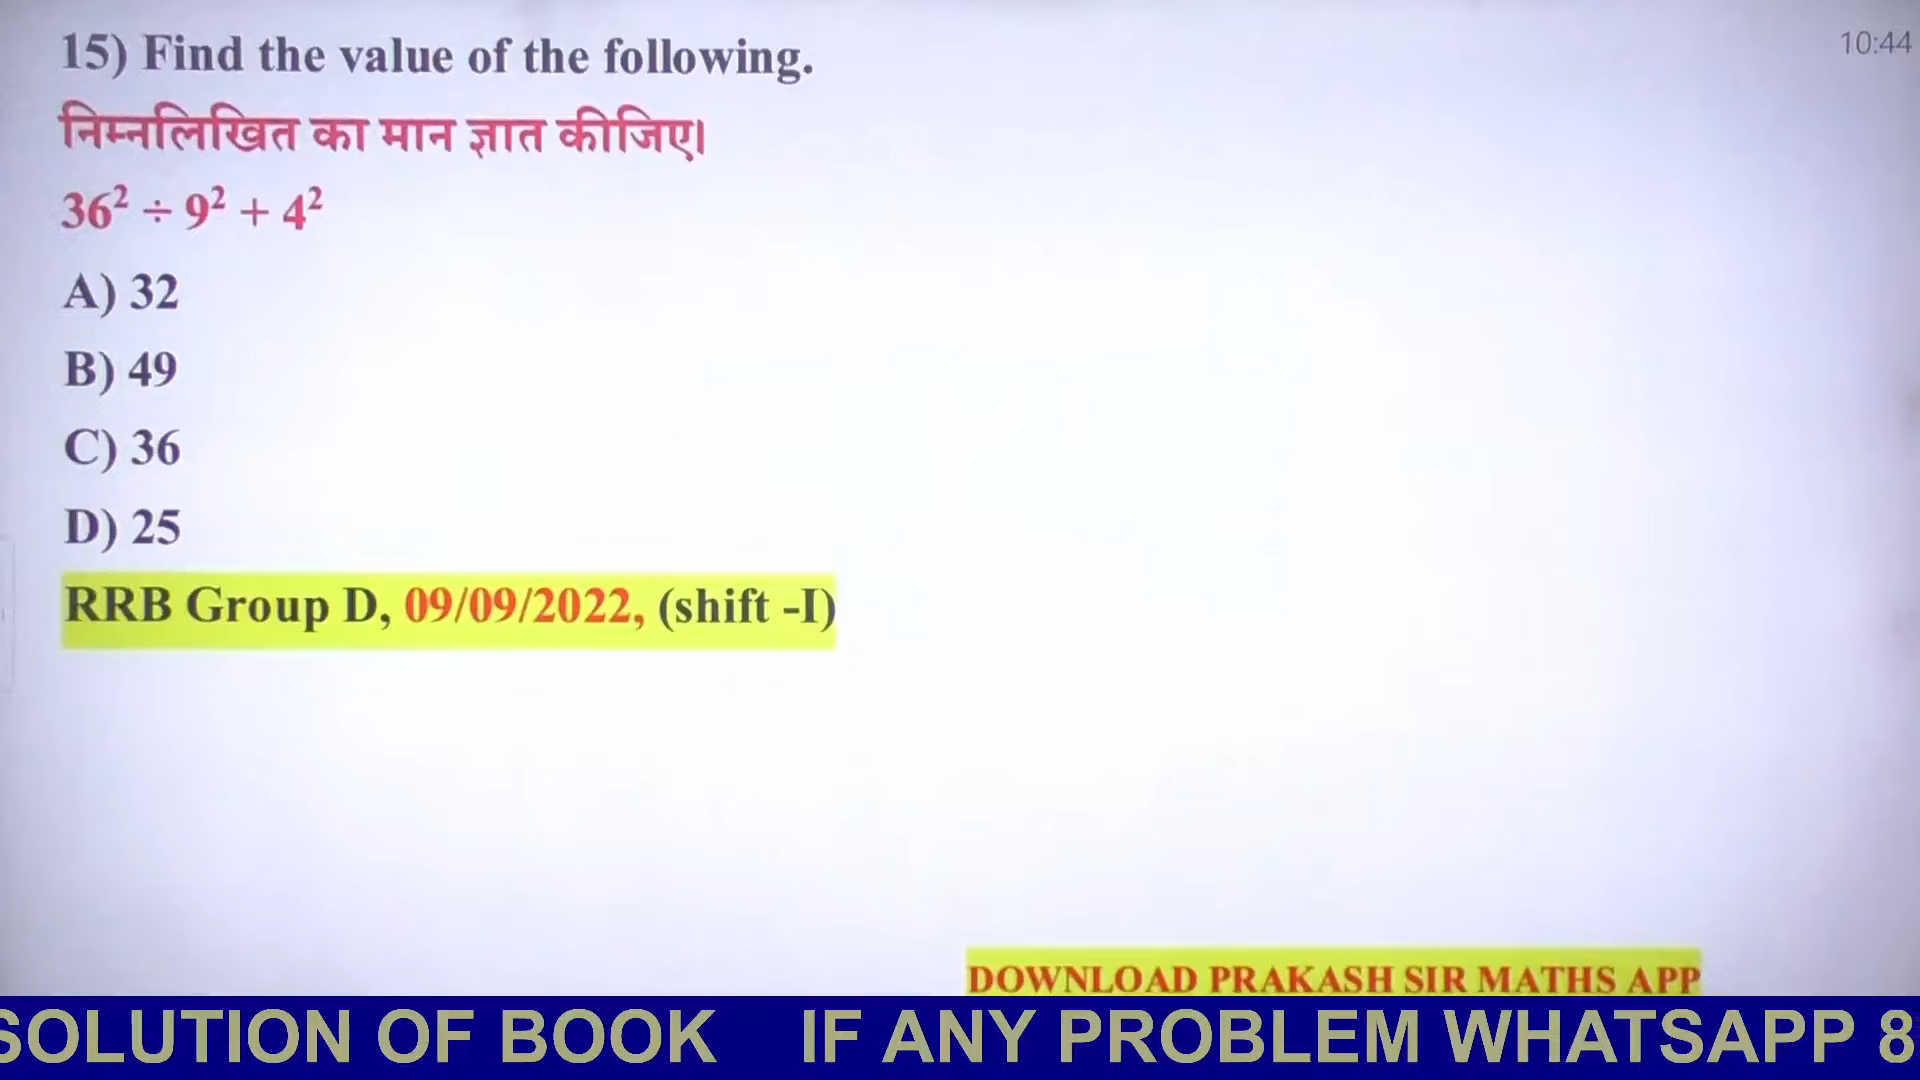 15) Find the value of the following.
10:44
निम्नलिखित का मान ज्ञात कीजिए।
36² ÷ 9² + 4²
A) 32
B) 49
C) 36
D) 25
RRB Group D, 09/09/2022, (shift -I)
DOWNLOAD PRAKASH SIR MATHS APP
SOLUTION OF BOOK IF ANY PROBLEM WHATSAPP 8